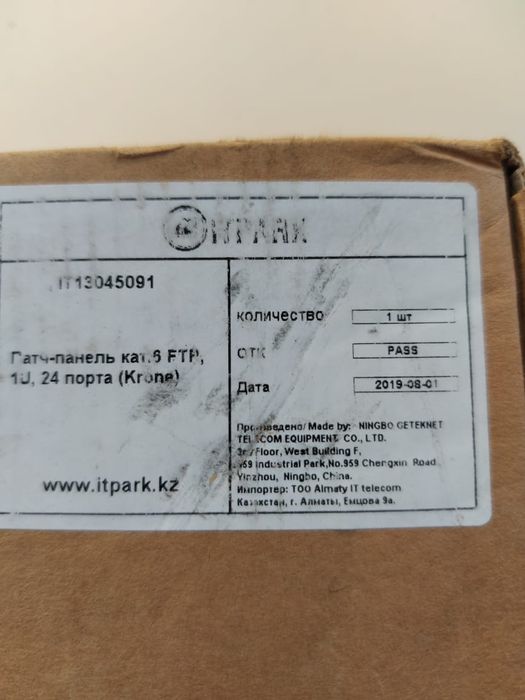 ITPARK
IT13045091
Патч-панель кат.6 FTP,
1U, 24 порта (Krone)
www.itpark.kz
количество 1 шт
ОТК PASS
Дата 2019-08-01
Произведено/ Made by: NINGBO GETEKNET
TELECOM EQUIPMENT CO., LTD.
3rd Floor, West Building F,
industrial Park,No.959 Chengxin Road
Yinzhou, Ningbo, China.
Импортер: ТОО Almaty IT telecom
Казахстан, г. Алматы, Емцова 9а.